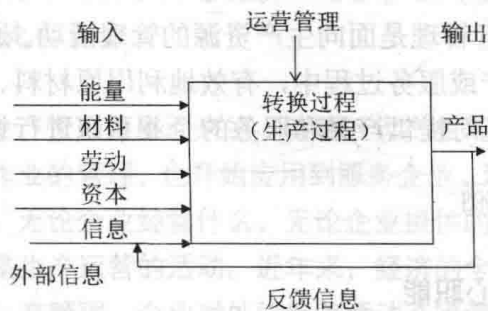 输入
运营管理
输出
能量
材料
劳动
资本
信息
转换过程
（生产过程）
产品
外部信息
反馈信息